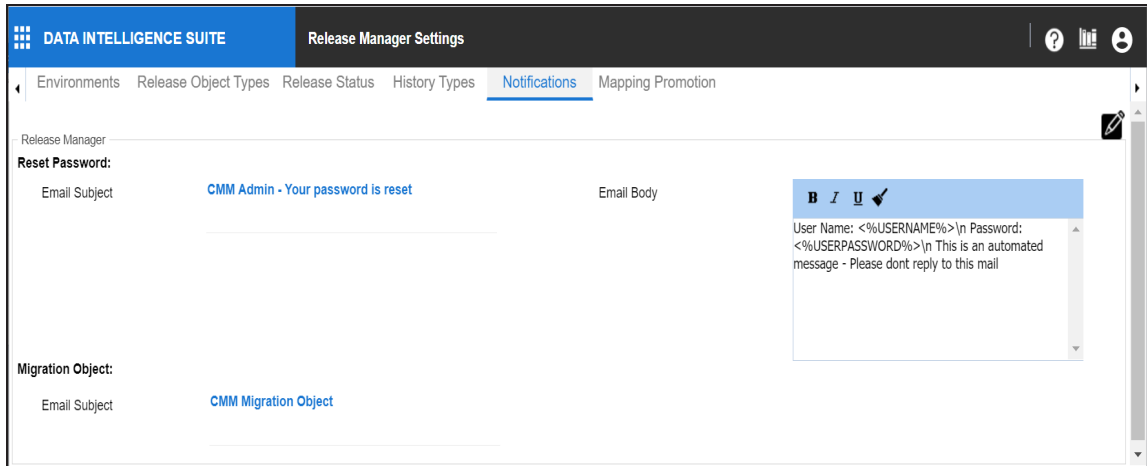 DATA INTELLIGENCE SUITE
Release Manager Settings
Environments Release Object Types Release Status History Types Notifications Mapping Promotion
Release Manager
Reset Password:
Email Subject
CMM Admin - Your password is reset
Email Body
B I U
User Name: <%USERNAME%>\n Password:
<%USERPASSWORD%>\n This is an automated
message - Please dont reply to this mail
Migration Object:
Email Subject
CMM Migration Object